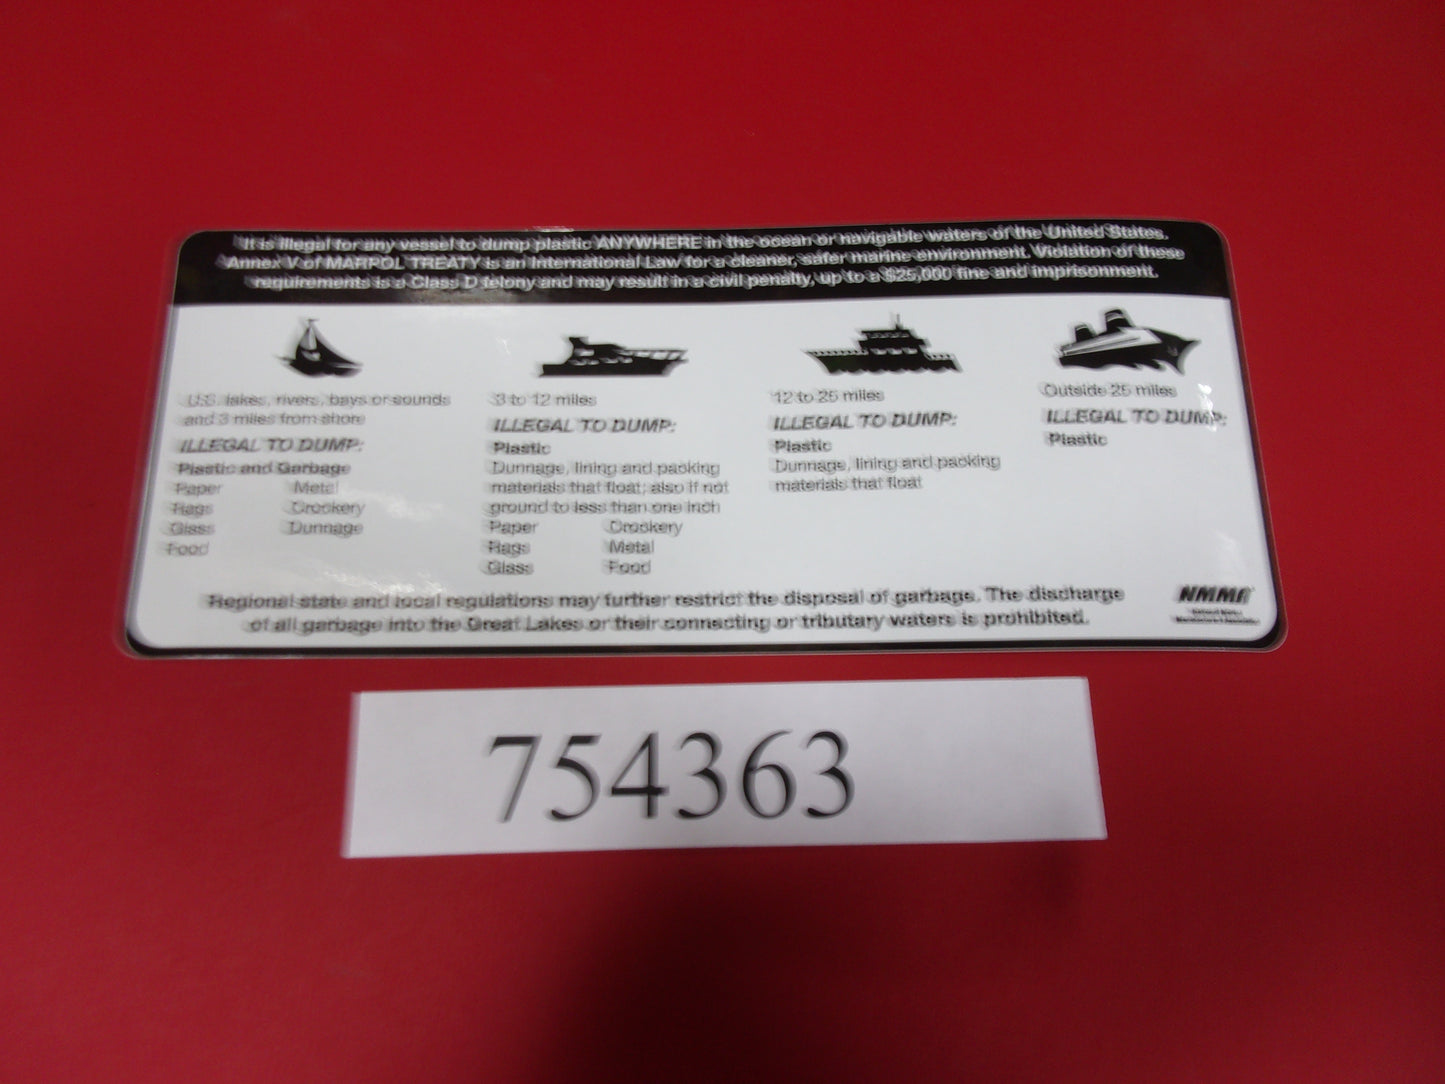 It is illegal for any vessel to dump plastic ANYWHERE in the ocean or navigable waters of the United States.
Annex V of MARPOL TREATY is an International Law for a cleaner, safer marine environment. Violation of these
requirements is a Class D felony and may result in a civil penalty, up to a $25,000 fine and imprisonment.
U.S. lakes, rivers, bays or sounds
and 3 miles from shore
ILLEGAL TO DUMP:
Plastic and Garbage
Paper Metal
Rags Crockery
Glass Dunnage
Food
3 to 12 miles
ILLEGAL TO DUMP:
Plastic
Dunnage, lining and packing
materials that float; also if not
ground to less than one inch
Paper Crockery
Rags Metal
Glass Food
12 to 25 miles
ILLEGAL TO DUMP:
Plastic
Dunnage, lining and packing
materials that float
Outside 25 miles
ILLEGAL TO DUMP:
Plastic
Regional state and local regulations may further restrict the disposal of garbage. The discharge
of all garbage into the Great Lakes or their connecting or tributary waters is prohibited.
NMMA
754363